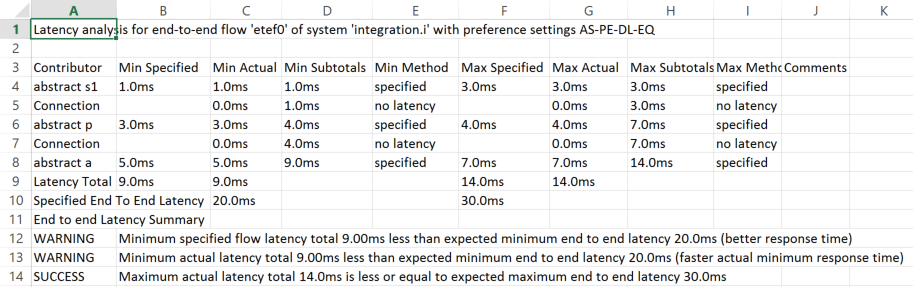 A B C D E F G H I J K
1 Latency analysis for end-to-end flow 'etef0' of system 'integration.i' with preference settings AS-PE-DL-EQ
2
3 Contributor Min Specified Min Actual Min Subtotals Min Method Max Specified Max Actual Max Subtotals Max Methc Comments
4 abstract s1 1.0ms 1.0ms 1.0ms specified 3.0ms 3.0ms 3.0ms specified
5 Connection 0.0ms 1.0ms no latency 0.0ms 3.0ms no latency
6 abstract p 3.0ms 3.0ms 4.0ms specified 4.0ms 4.0ms 7.0ms specified
7 Connection 0.0ms 4.0ms no latency 0.0ms 7.0ms no latency
8 abstract a 5.0ms 5.0ms 9.0ms specified 7.0ms 7.0ms 14.0ms specified
9 Latency Total 9.0ms 9.0ms 14.0ms 14.0ms
10 Specified End To End Latency 20.0ms 30.0ms
11 End to end Latency Summary
12 WARNING Minimum specified flow latency total 9.00ms less than expected minimum end to end latency 20.0ms (better response time)
13 WARNING Minimum actual latency total 9.00ms less than expected minimum end to end latency 20.0ms (faster actual minimum response time)
14 SUCCESS Maximum actual latency total 14.0ms is less or equal to expected maximum end to end latency 30.0ms